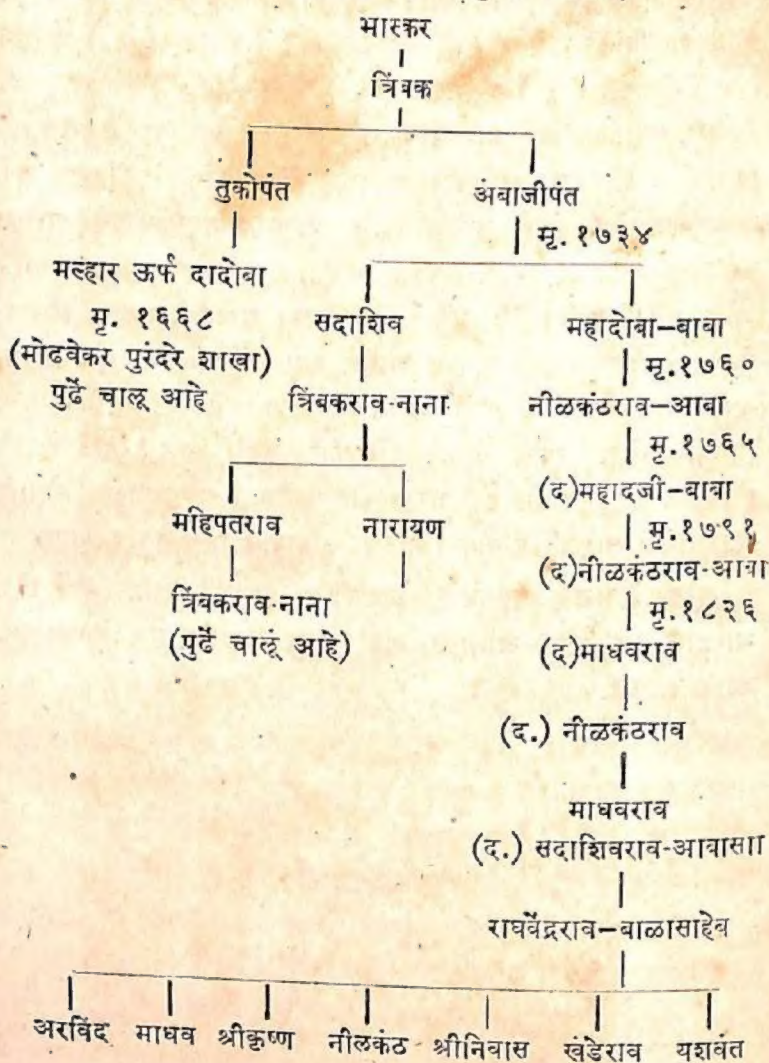 भास्कर
त्रिंबक
तुकोपंत अंबाजीपंत
मृ. १७३४
मल्हार ऊर्फ दादोबा सदाशिव महादोबा-बाबा
मृ. १६६८ मृ. १७६०
(मोढवेकर पुरंदरे शाखा) त्रिंबकराव-नाना नीळकंठराव-आबा
पुढें चालू आहे मृ. १७६५
(द)महादजी-बाबा
महिपतराव नारायण मृ. १७९१
(द)नीळकंठराव-आबा
त्रिंबकराव-नाना मृ. १८२६
(पुढें चालूं आहे) (द)माधवराव
(द.) नीळकंठराव
माधवराव
(द.) सदाशिवराव-आबासा
राघवेंद्रराव-बाळासाहेब
अरविंद माधव श्रीकृष्ण नीलकंठ श्रीनिवास खंडेराव यशवंत